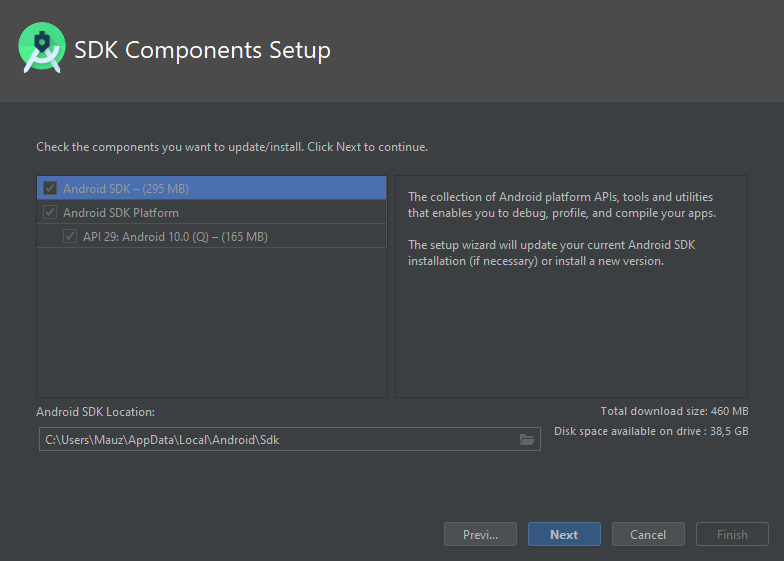 SDK Components Setup
Check the components you want to update/install. Click Next to continue.
Android SDK – (295 MB)
Android SDK Platform
API 29: Android 10.0 (Q) – (165 MB)
The collection of Android platform APIs, tools and utilities
that enables you to debug, profile, and compile your apps.
The setup wizard will update your current Android SDK
installation (if necessary) or install a new version.
Android SDK Location:
Total download size: 460 MB
C:\Users\Mauz\AppData\Local\Android\Sdk
Disk space available on drive : 38,5 GB
Previ...
Next
Cancel
Finish